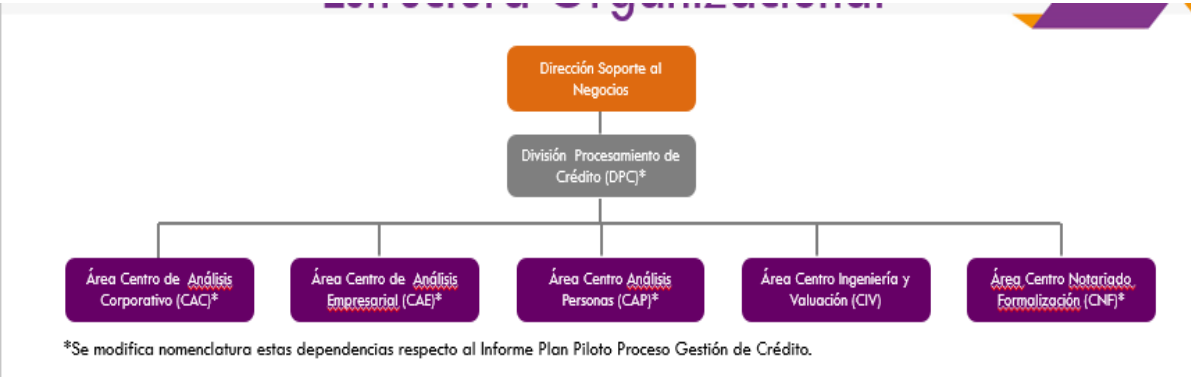 Estructura Organizacional
Dirección Soporte al
Negocios
División Procesamiento de
Crédito (DPC)*
Área Centro de Análisis
Corporativo (CAC)*
Área Centro de Análisis
Empresarial (CAE)*
Área Centro Análisis
Personas (CAP)*
Área Centro Ingeniería y
Valuación (CIV)
Área Centro Notariado
Formalización (CNF)*
*Se modifica nomenclatura estas dependencias respecto al Informe Plan Piloto Proceso Gestión de Crédito.